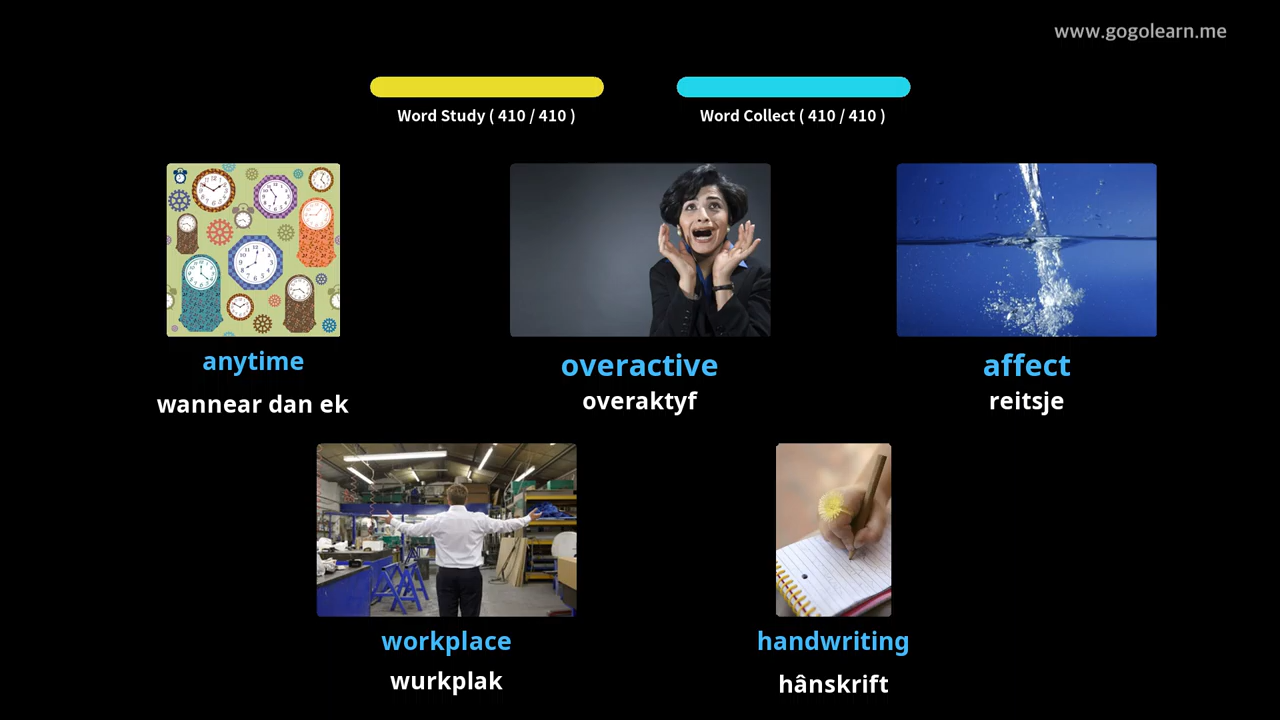 www.gogolearn.me
Word Study ( 410 / 410 )
Word Collect ( 410 / 410 )
anytime
wannear dan ek
overactive
overaktyf
affect
reitsje
workplace
wurkplak
handwriting
hânskrift